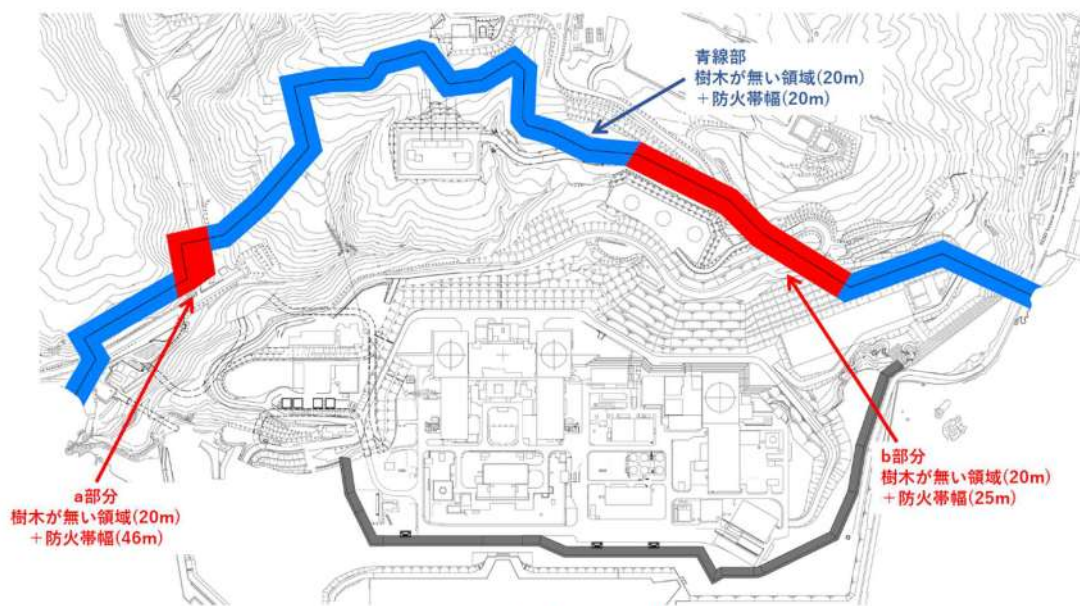 青線部
樹木が無い領域(20m)
＋防火帯幅(20m)
a部分
樹木が無い領域(20m)
＋防火帯幅(46m)
b部分
樹木が無い領域(20m)
＋防火帯幅(25m)